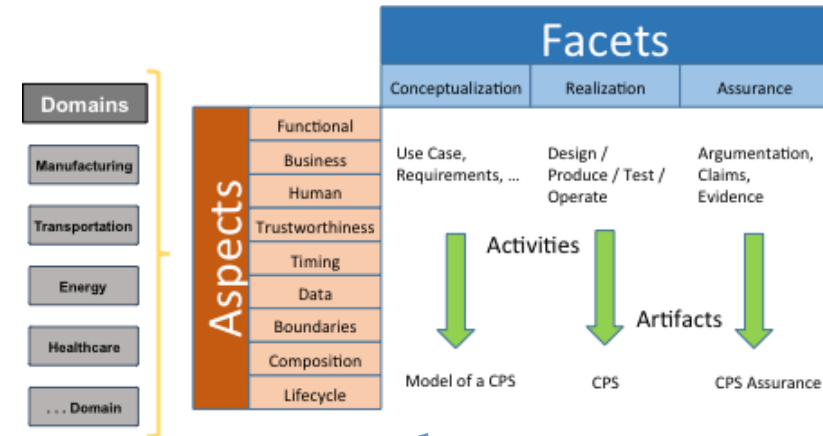 Facets
Conceptualization
Realization
Assurance
Domains
Manufacturing
Transportation
Energy
Healthcare
. . . Domain
Aspects
Functional
Business
Human
Trustworthiness
Timing
Data
Boundaries
Composition
Lifecycle
Use Case,
Requirements, ...
Design /
Produce / Test /
Operate
Argumentation,
Claims,
Evidence
Activities
Artifacts
Model of a CPS
CPS
CPS Assurance